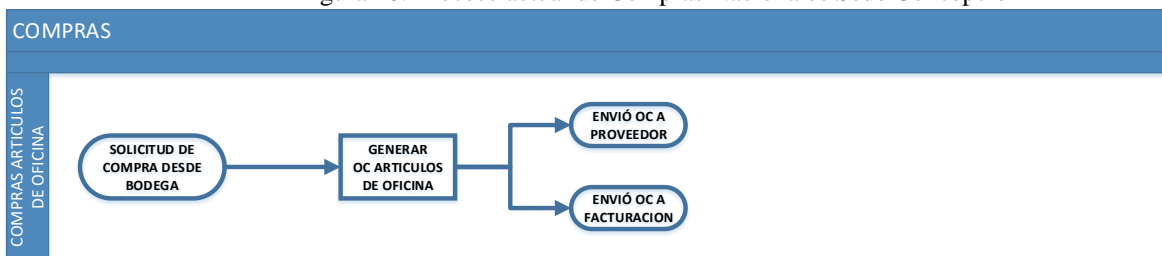 COMPRAS
COMPRAS ARTICULOS
DE OFICINA
SOLICITUD DE
COMPRA DESDE
BODEGA
GENERAR
OC ARTICULOS
DE OFICINA
ENVIÓ OC A
PROVEEDOR
ENVIÓ OC A
FACTURACION